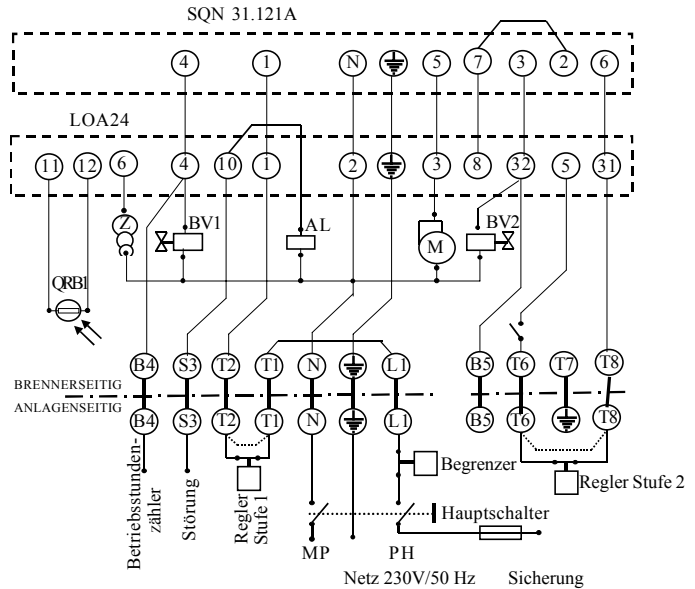 SQN 31.121A
4 1 N 5 7 3 2 6
LOA24
11 12 6 4 10 1 2 3 8 32 5 31
Z BV1 AL M BV2
QRB1
B4 S3 T2 T1 N L1 B5 T6 T7 T8
BRENNERSEITIG
ANLAGENSEITIG
B4 S3 T2 T1 N L1 B5 T6 T8
Betriebsstunden-
zähler
Störung
Regler
Stufe 1
Begrenzer
Regler Stufe 2
Hauptschalter
MP PH
Netz 230V/50 Hz Sicherung